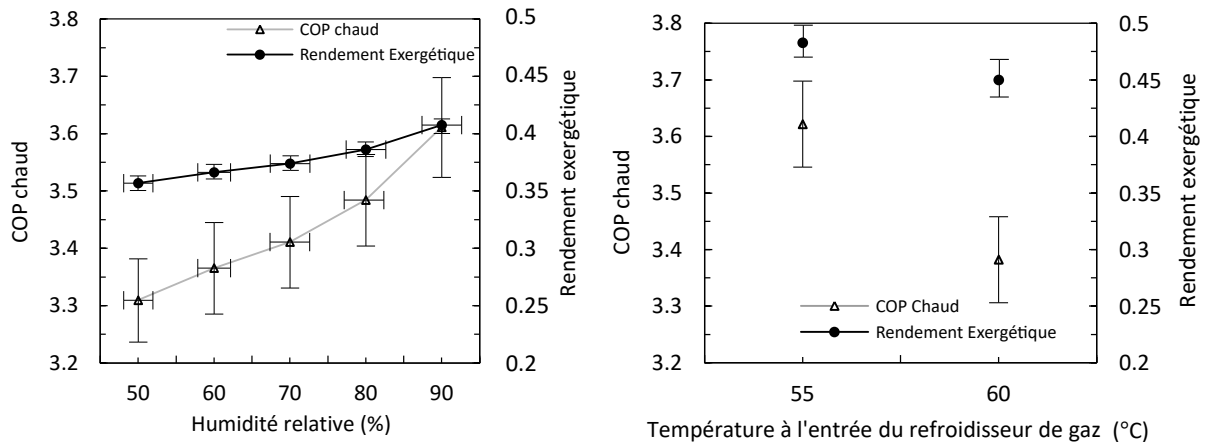 COP chaud
Rendement Exergétique
3.8
3.7
3.6
3.5
3.4
3.3
3.2
COP chaud
0.5
0.45
0.4
0.35
0.3
0.25
0.2
Rendement exergétique
50 60 70 80 90
Humidité relative (%)
3.8
3.7
3.6
3.5
3.4
3.3
3.2
COP chaud
COP Chaud
Rendement Exergétique
0.5
0.45
0.4
0.35
0.3
0.25
0.2
Rendement exergétique
55 60
Température à l'entrée du refroidisseur de gaz (°C)